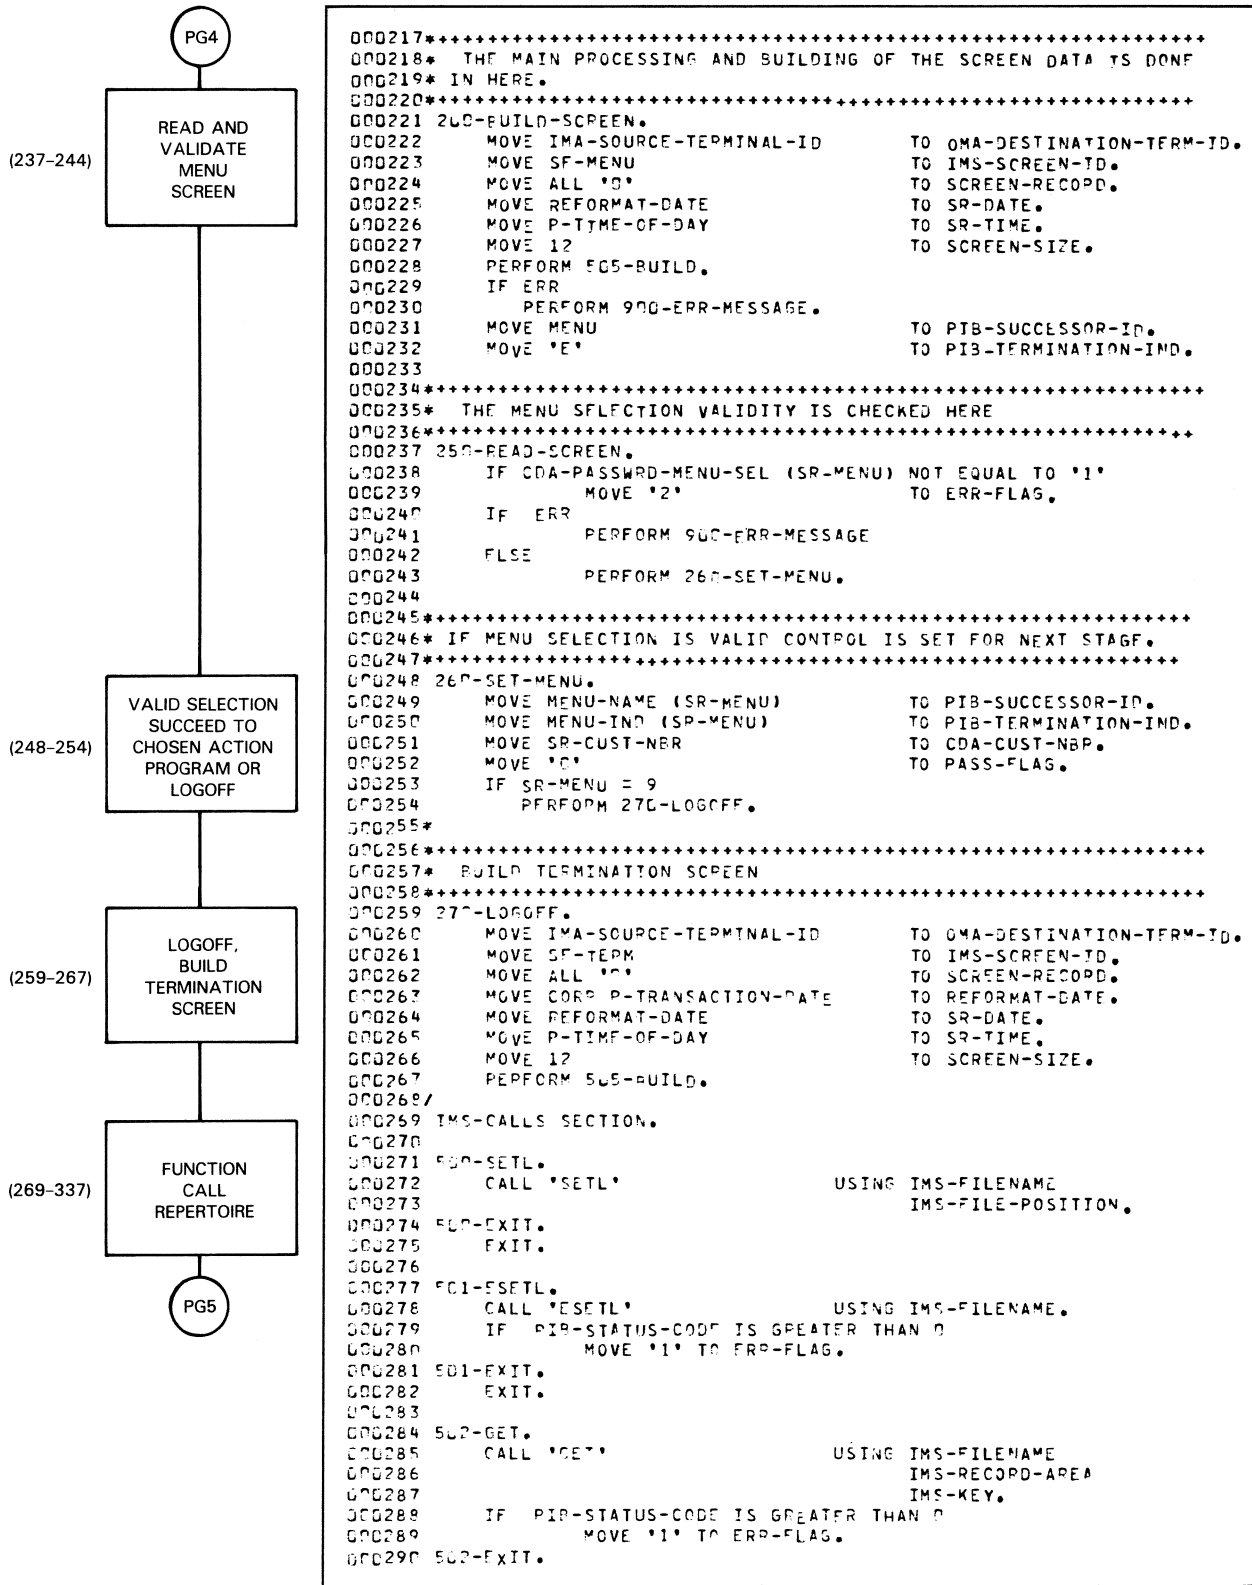 PG4
READ AND
VALIDATE
MENU
SCREEN
(237–244)
VALID SELECTION
SUCCEED TO
CHOSEN ACTION
PROGRAM OR
LOGOFF
(248–254)
LOGOFF,
BUILD
TERMINATION
SCREEN
(259–267)
FUNCTION
CALL
REPERTOIRE
(269–337)
PG5
000217*++++++++++++++++++++++++++++++++++++++++++++++++++++++++++++++++
000218*  THE MAIN PROCESSING AND BUILDING OF THE SCREEN DATA IS DONE
000219* IN HERE.
000220*+++++++++++++++++++++++++++++++++++++++++++++++++++++++++++++++
000221 200-BUILD-SCREEN.
000222     MOVE IMA-SOURCE-TERMINAL-ID        TO OMA-DESTINATION-TERM-ID.
000223     MOVE SF-MENU                       TO IMS-SCREEN-ID.
000224     MOVE ALL '0'                       TO SCREEN-RECORD.
000225     MOVE REFORMAT-DATE                 TO SR-DATE.
000226     MOVE P-TIME-OF-DAY                 TO SR-TIME.
000227     MOVE 12                            TO SCREEN-SIZE.
000228     PERFORM 505-BUILD.
000229     IF ERR
000230        PERFORM 900-ERR-MESSAGE.
000231     MOVE MENU                          TO PIB-SUCCESSOR-ID.
000232     MOVE 'E'                           TO PIB-TERMINATION-IND.
000233
000234*++++++++++++++++++++++++++++++++++++++++++++++++++++++++++++++++
000235*  THE MENU SELECTION VALIDITY IS CHECKED HERE
000236*+++++++++++++++++++++++++++++++++++++++++++++++++++++++++++++++
000237 250-READ-SCREEN.
000238     IF CDA-PASSWRD-MENU-SEL (SR-MENU) NOT EQUAL TO '1'
000239             MOVE '2'                   TO ERR-FLAG.
000240     IF  ERR
000241             PERFORM 900-ERR-MESSAGE
000242     ELSE
000243             PERFORM 260-SET-MENU.
000244
000245*+++++++++++++++++++++++++++++++++++++++++++++++++++++++++++++++
000246* IF MENU SELECTION IS VALID CONTROL IS SET FOR NEXT STAGE.
000247*++++++++++++++++++++++++++++++++++++++++++++++++++++++++++++++
000248 260-SET-MENU.
000249     MOVE MENU-NAME (SR-MENU)           TO PIB-SUCCESSOR-ID.
000250     MOVE MENU-IND (SR-MENU)            TO PIB-TERMINATION-IND.
000251     MOVE SR-CUST-NBR                   TO CDA-CUST-NBR.
000252     MOVE '0'                           TO PASS-FLAG.
000253     IF SR-MENU = 9
000254        PERFORM 270-LOGOFF.
000255*
000256*++++++++++++++++++++++++++++++++++++++++++++++++++++++++++++++++
000257*  BUILD TERMINATION SCREEN
000258*++++++++++++++++++++++++++++++++++++++++++++++++++++++++++++++++
000259 270-LOGOFF.
000260     MOVE IMA-SOURCE-TERMINAL-ID        TO OMA-DESTINATION-TERM-ID.
000261     MOVE SF-TERM                       TO IMS-SCREEN-ID.
000262     MOVE ALL '0'                       TO SCREEN-RECORD.
000263     MOVE CORR P-TRANSACTION-DATE       TO REFORMAT-DATE.
000264     MOVE REFORMAT-DATE                 TO SR-DATE.
000265     MOVE P-TIME-OF-DAY                 TO SR-TIME.
000266     MOVE 12                            TO SCREEN-SIZE.
000267     PERFORM 505-BUILD.
000268/
000269 IMS-CALLS SECTION.
000270
000271 500-SETL.
000272     CALL 'SETL'                 USING IMS-FILENAME
000273                                       IMS-FILE-POSITION.
000274 500-EXIT.
000275     EXIT.
000276
000277 501-ESETL.
000278     CALL 'ESETL'                USING IMS-FILENAME.
000279     IF  PIB-STATUS-CODE IS GREATER THAN 0
000280             MOVE '1' TO ERR-FLAG.
000281 501-EXIT.
000282     EXIT.
000283
000284 502-GET.
000285     CALL 'GET'                  USING IMS-FILENAME
000286                                       IMS-RECORD-AREA
000287                                       IMS-KEY.
000288     IF  PIB-STATUS-CODE IS GREATER THAN 0
000289             MOVE '1' TO ERR-FLAG.
000290 502-EXIT.